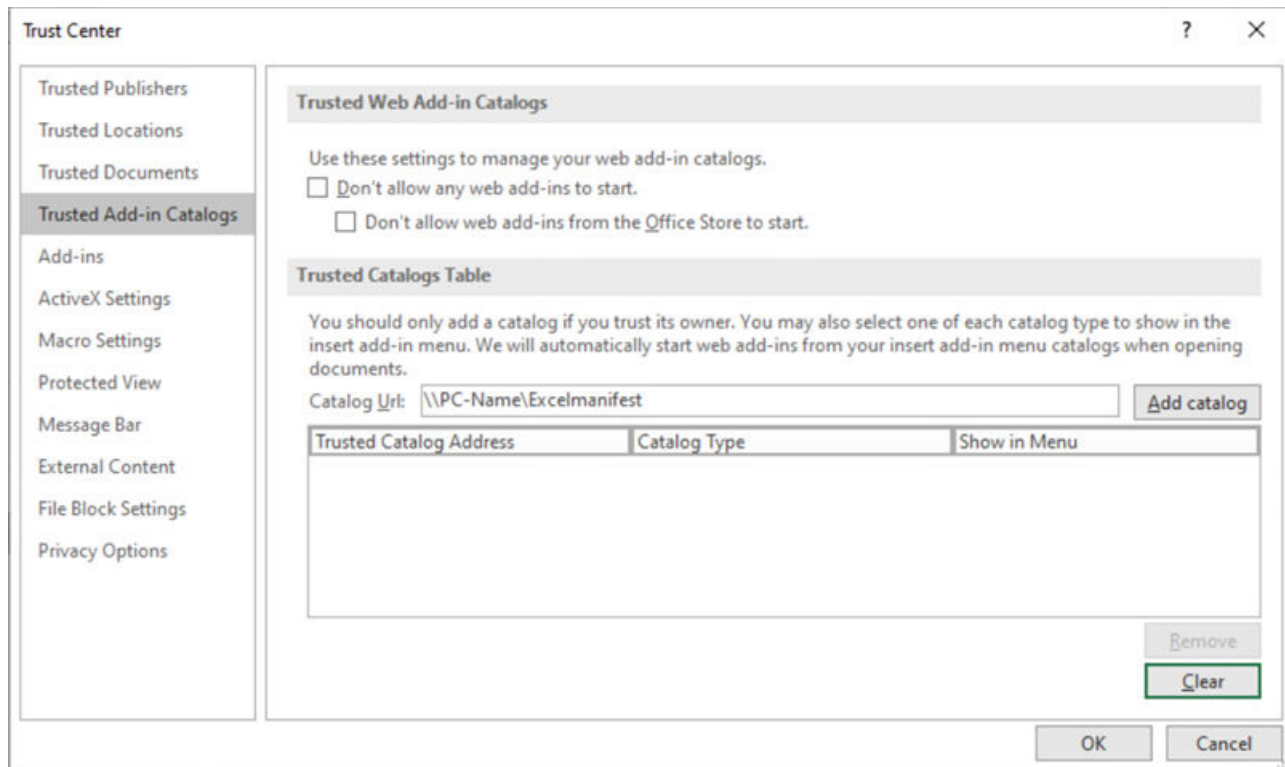 Trust Center
?
Trusted Publishers
Trusted Locations
Trusted Documents
Trusted Add-in Catalogs
Add-ins
ActiveX Settings
Macro Settings
Protected View
Message Bar
External Content
File Block Settings
Privacy Options
Trusted Web Add-in Catalogs
Use these settings to manage your web add-in catalogs.
Don't allow any web add-ins to start.
Don't allow web add-ins from the Office Store to start.
Trusted Catalogs Table
You should only add a catalog if you trust its owner. You may also select one of each catalog type to show in the
insert add-in menu. We will automatically start web add-ins from your insert add-in menu catalogs when opening
documents.
Catalog Url: \\PC-Name\Excelmanifest Add catalog
Trusted Catalog Address Catalog Type Show in Menu
Remove
Clear
OK Cancel